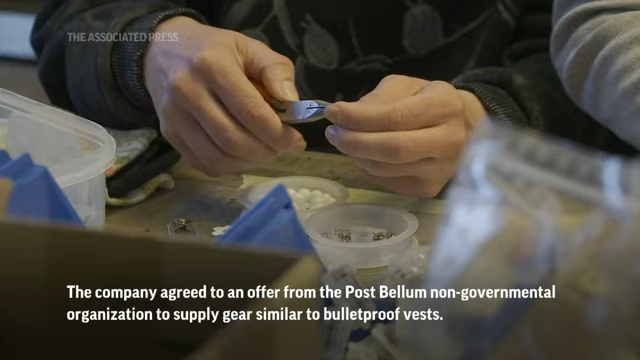 THE ASSOCIATED PRESS
The company agreed to an offer from the Post Bellum non-governmental
organization to supply gear similar to bulletproof vests.